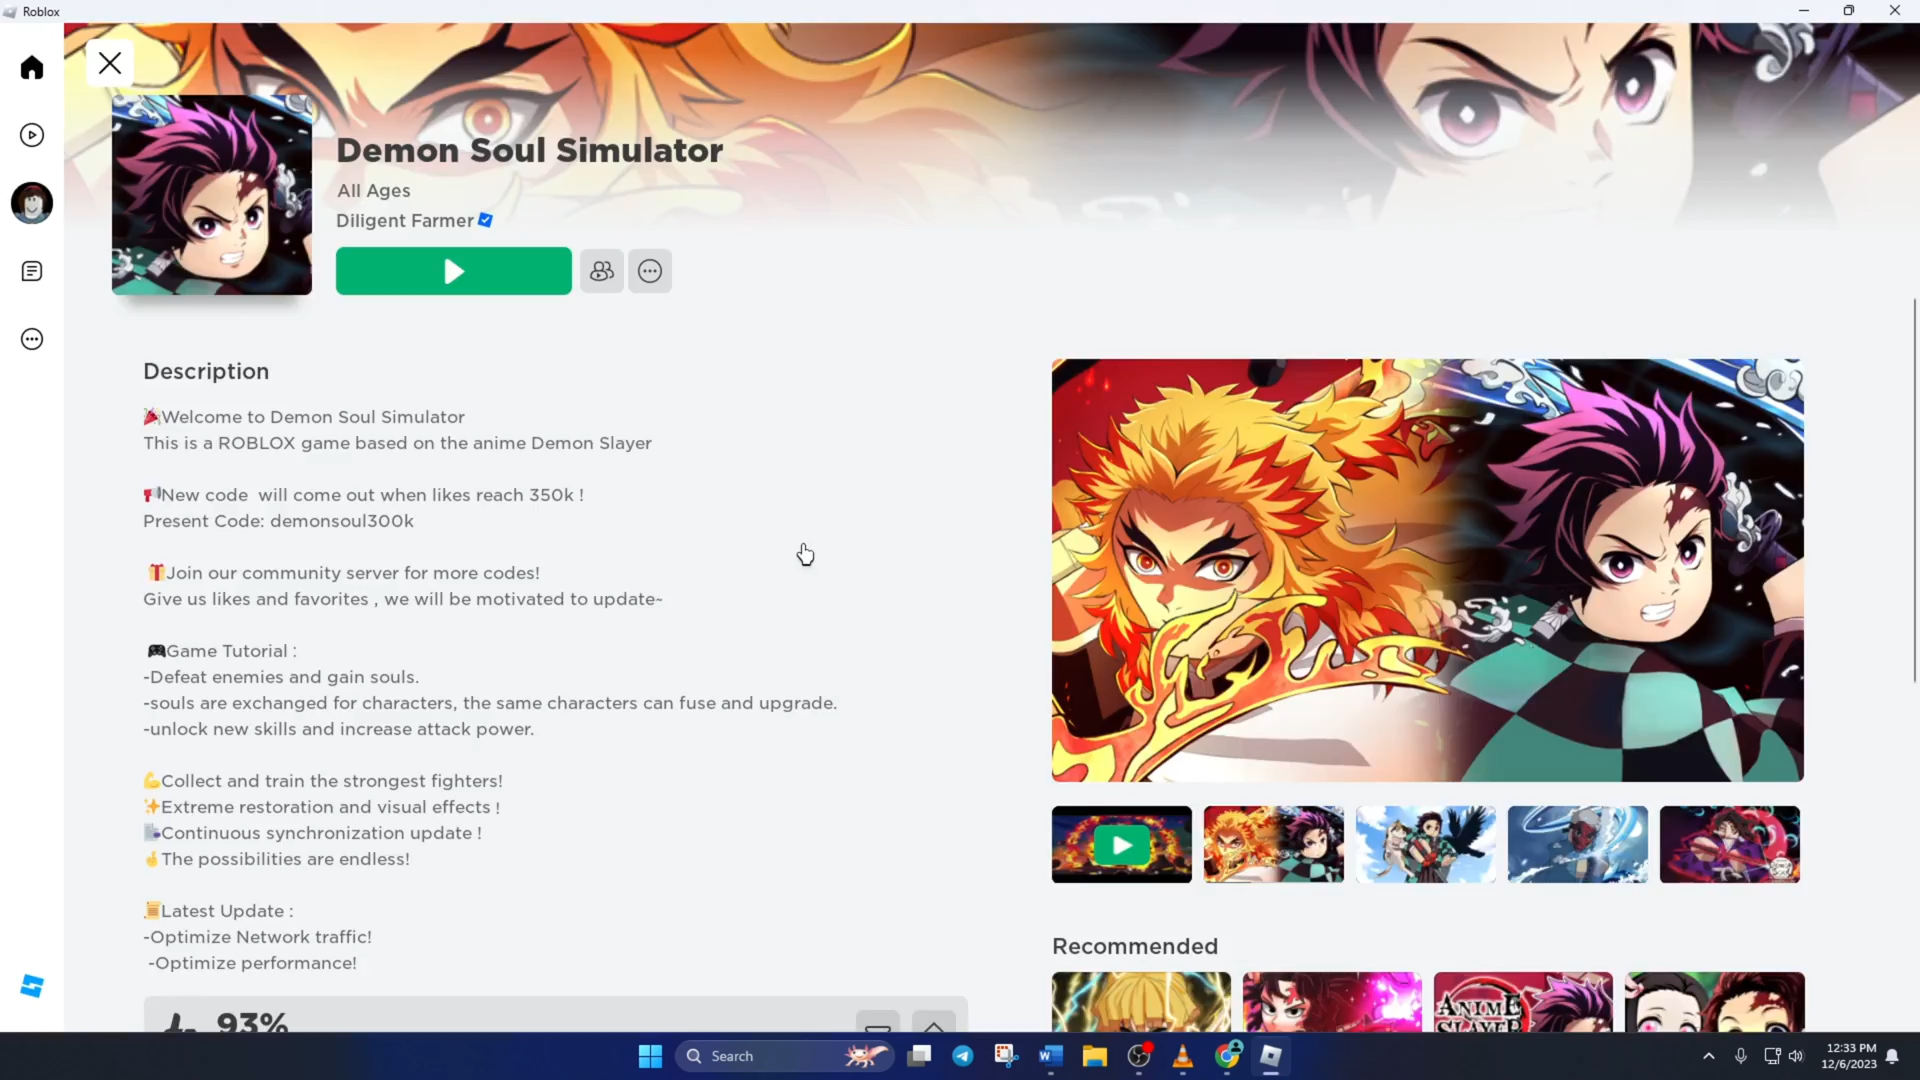 Roblox
Demon Soul Simulator
All Ages
Diligent Farmer
Description
🎉Welcome to Demon Soul Simulator
This is a ROBLOX game based on the anime Demon Slayer
📢New code  will come out when likes reach 350k !
Present Code: demonsoul300k
🎁Join our community server for more codes!
Give us likes and favorites , we will be motivated to update~
🎮Game Tutorial :
-Defeat enemies and gain souls.
-souls are exchanged for characters, the same characters can fuse and upgrade.
-unlock new skills and increase attack power.
💪Collect and train the strongest fighters!
✨Extreme restoration and visual effects !
Continuous synchronization update !
The possibilities are endless!
📜Latest Update :
-Optimize Network traffic!
-Optimize performance!
93%
Recommended
ANIME
SLAYER
Search
12:33 PM
12/6/2023